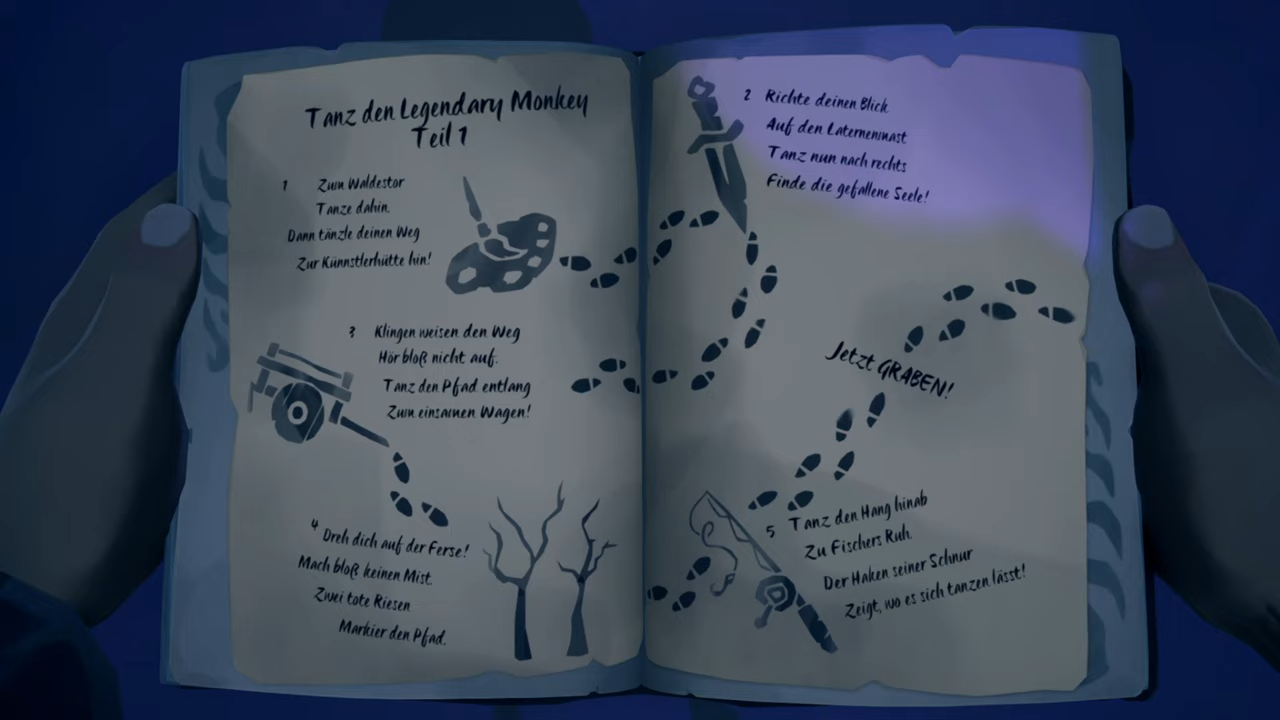 Tanz den Legendary Monkey
Teil 1
1 Zum Waldestor
Tanze dahin.
Dann tänzle deinen Weg
Zur Künnstlerhütte hin!
2 Richte deinen Blick
Auf den Laternenmast
Tanz nun nach rechts
Finde die gefallene Seele!
3 Klingen weisen den Weg
Hör bloß nicht auf.
Tanz den Pfad entlang
Zum einsamen Wagen!
4 Dreh dich auf der Ferse!
Mach bloß keinen Mist.
Zwei tote Riesen
Markier den Pfad.
5 Tanz den Hang hinab
Zu Fischers Ruh.
Der Haken seiner Schnur
Zeigt, wo es sich tanzen lässt!
Jetzt GRABEN!